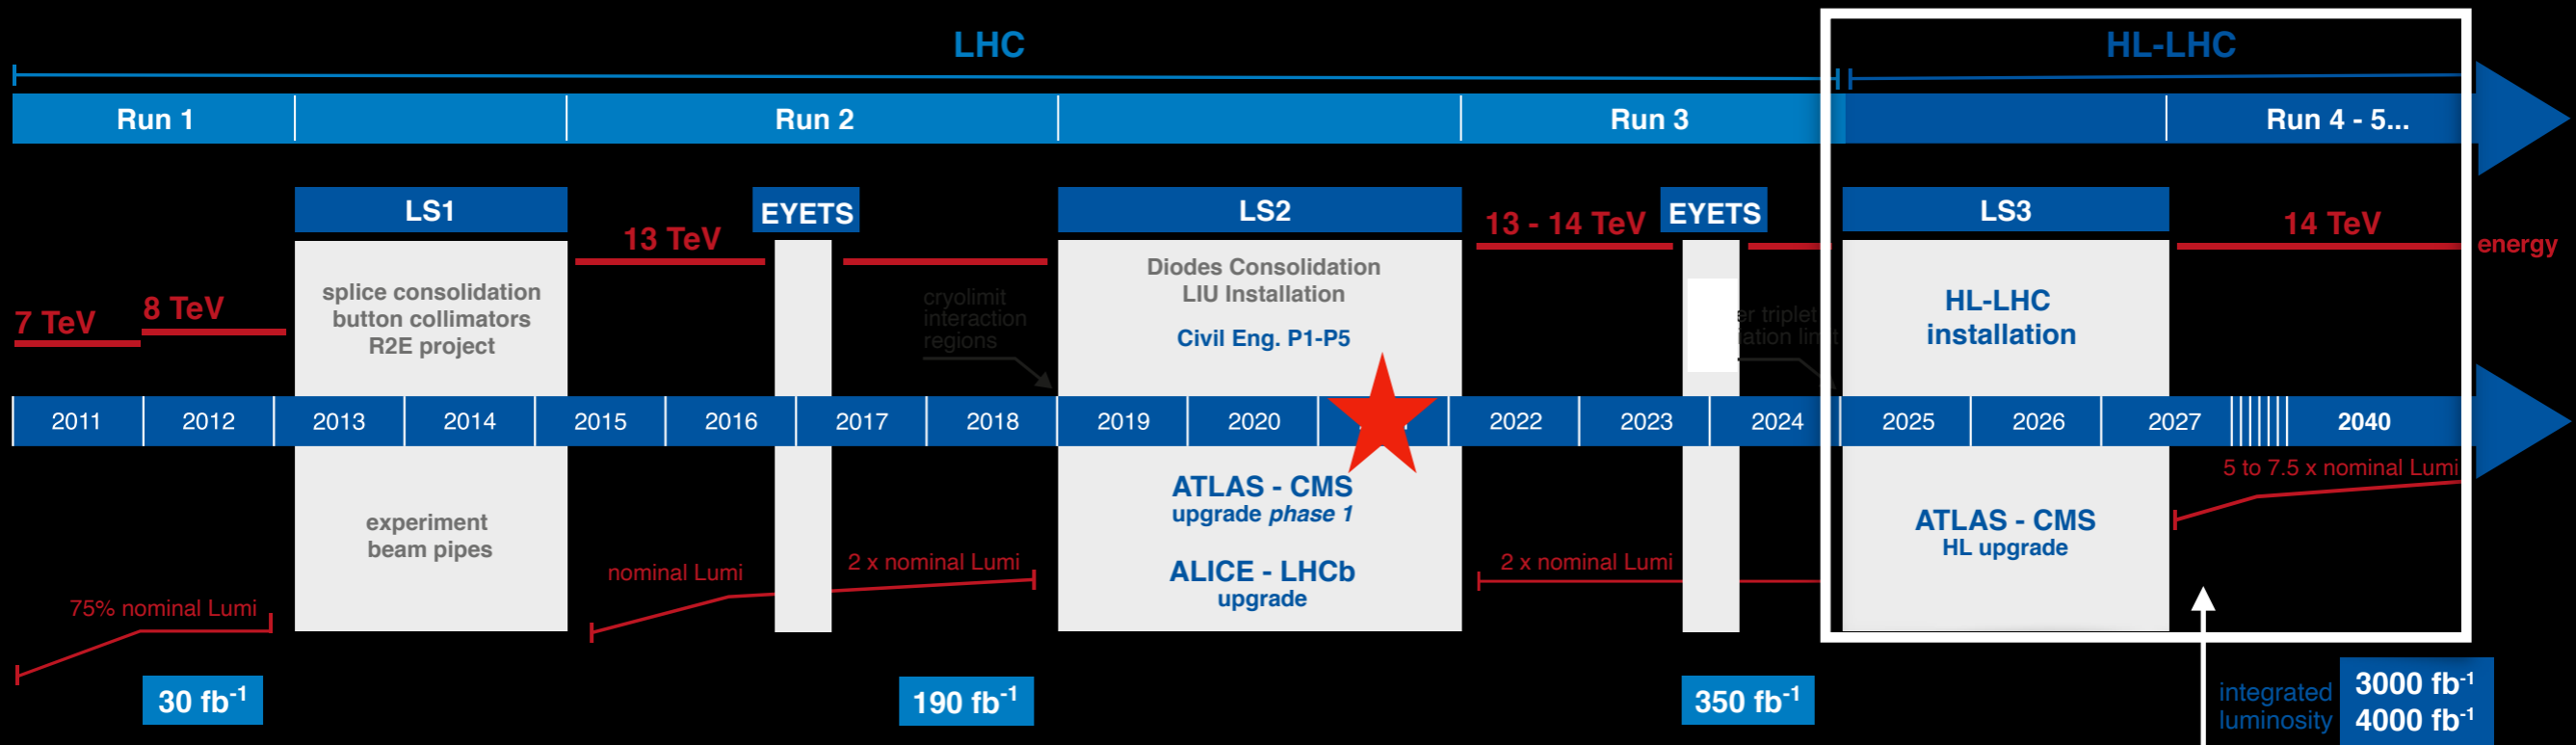 LHC
HL-LHC
Run 1
Run 2
Run 3
Run 4 - 5...
LS1
EYETS
LS2
EYETS
LS3
13 TeV
13 - 14 TeV
14 TeV
energy
7 TeV
8 TeV
splice consolidation
button collimators
R2E project
cryolimit
interaction
regions
Diodes Consolidation
LIU Installation
Civil Eng. P1-P5
er triplet
iation limit
HL-LHC
installation
2011
2012
2013
2014
2015
2016
2017
2018
2019
2020
2022
2023
2024
2025
2026
2027
2040
5 to 7.5 x nominal Lumi
experiment
beam pipes
ATLAS - CMS
upgrade phase 1
ALICE - LHCb
upgrade
ATLAS - CMS
HL upgrade
75% nominal Lumi
nominal Lumi
2 x nominal Lumi
2 x nominal Lumi
30 fb⁻¹
190 fb⁻¹
350 fb⁻¹
integrated
luminosity
3000 fb⁻¹
4000 fb⁻¹